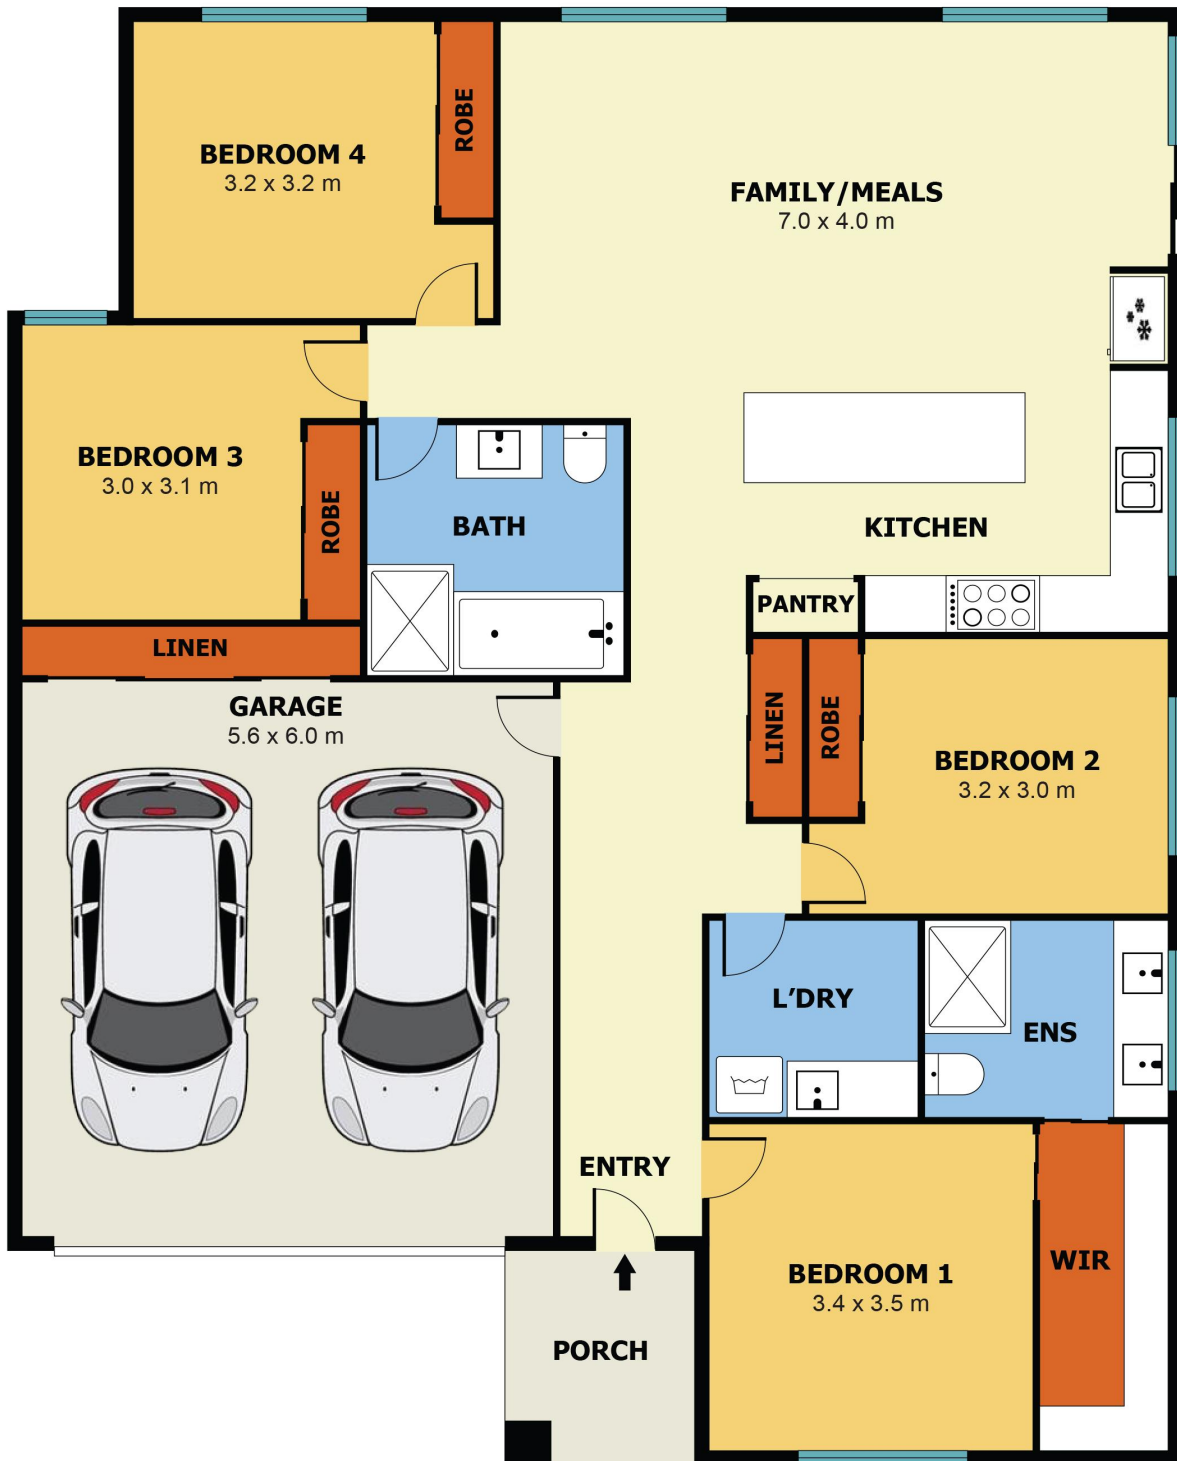 BEDROOM 4
3.2 x 3.2 m
ROBE
FAMILY/MEALS
7.0 x 4.0 m
BEDROOM 3
3.0 x 3.1 m
ROBE
BATH
KITCHEN
PANTRY
LINEN
GARAGE
5.6 x 6.0 m
LINEN
ROBE
BEDROOM 2
3.2 x 3.0 m
L'DRY
ENS
ENTRY
BEDROOM 1
3.4 x 3.5 m
WIR
PORCH